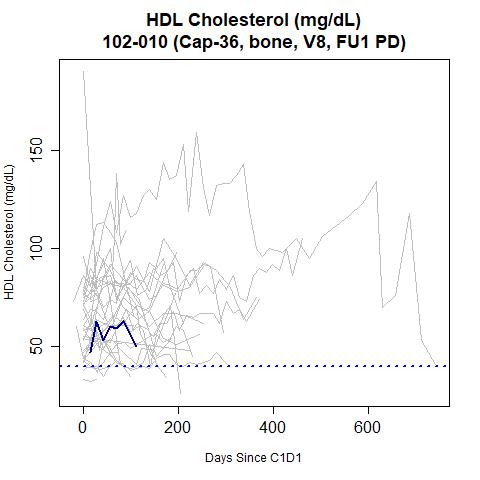 HDL Cholesterol (mg/dL)
102-010 (Cap-36, bone, V8, FU1 PD)
HDL Cholesterol (mg/dL)
150
100
50
0
200
400
600
Days Since C1D1